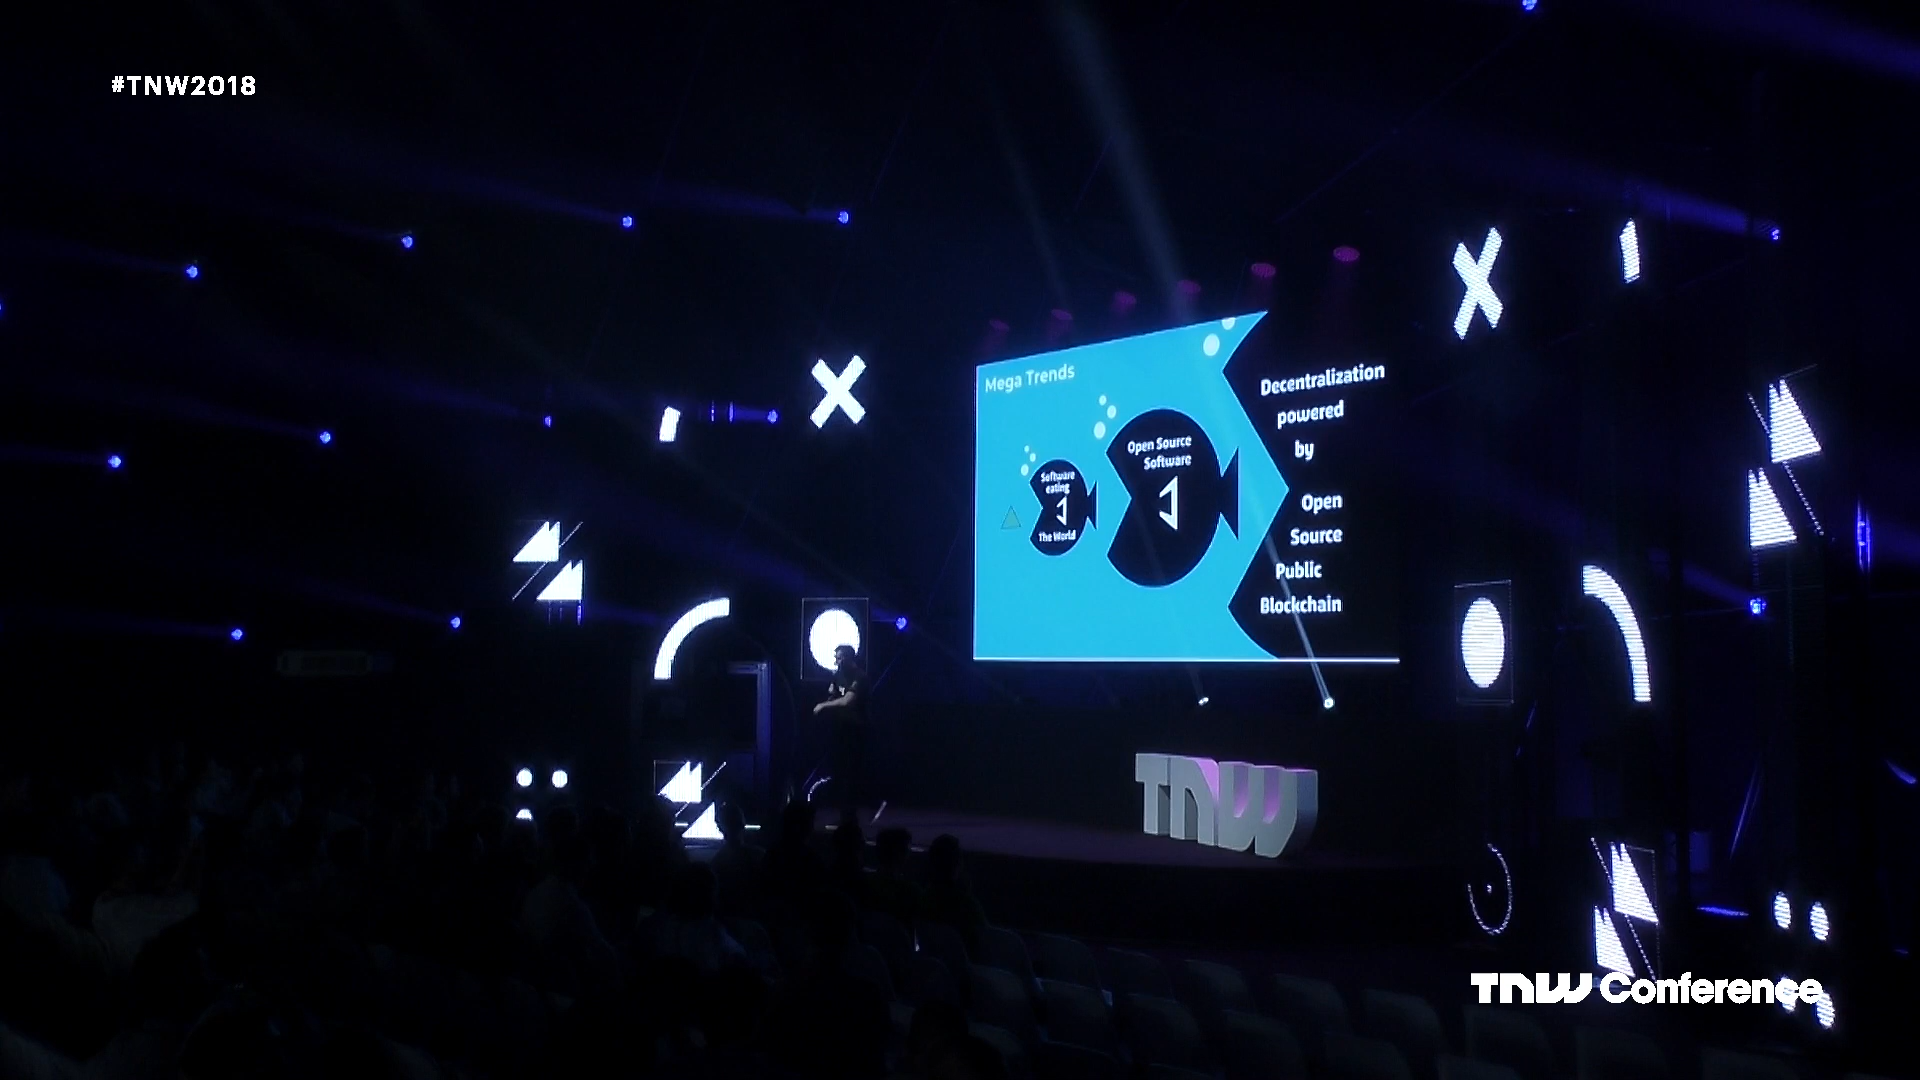 #TNW2018
Mega Trends
Software
eating
The World
Open Source
Software
Decentralization
powered
by
Open
Source
Public
Blockchain
TNW
TNW Conference